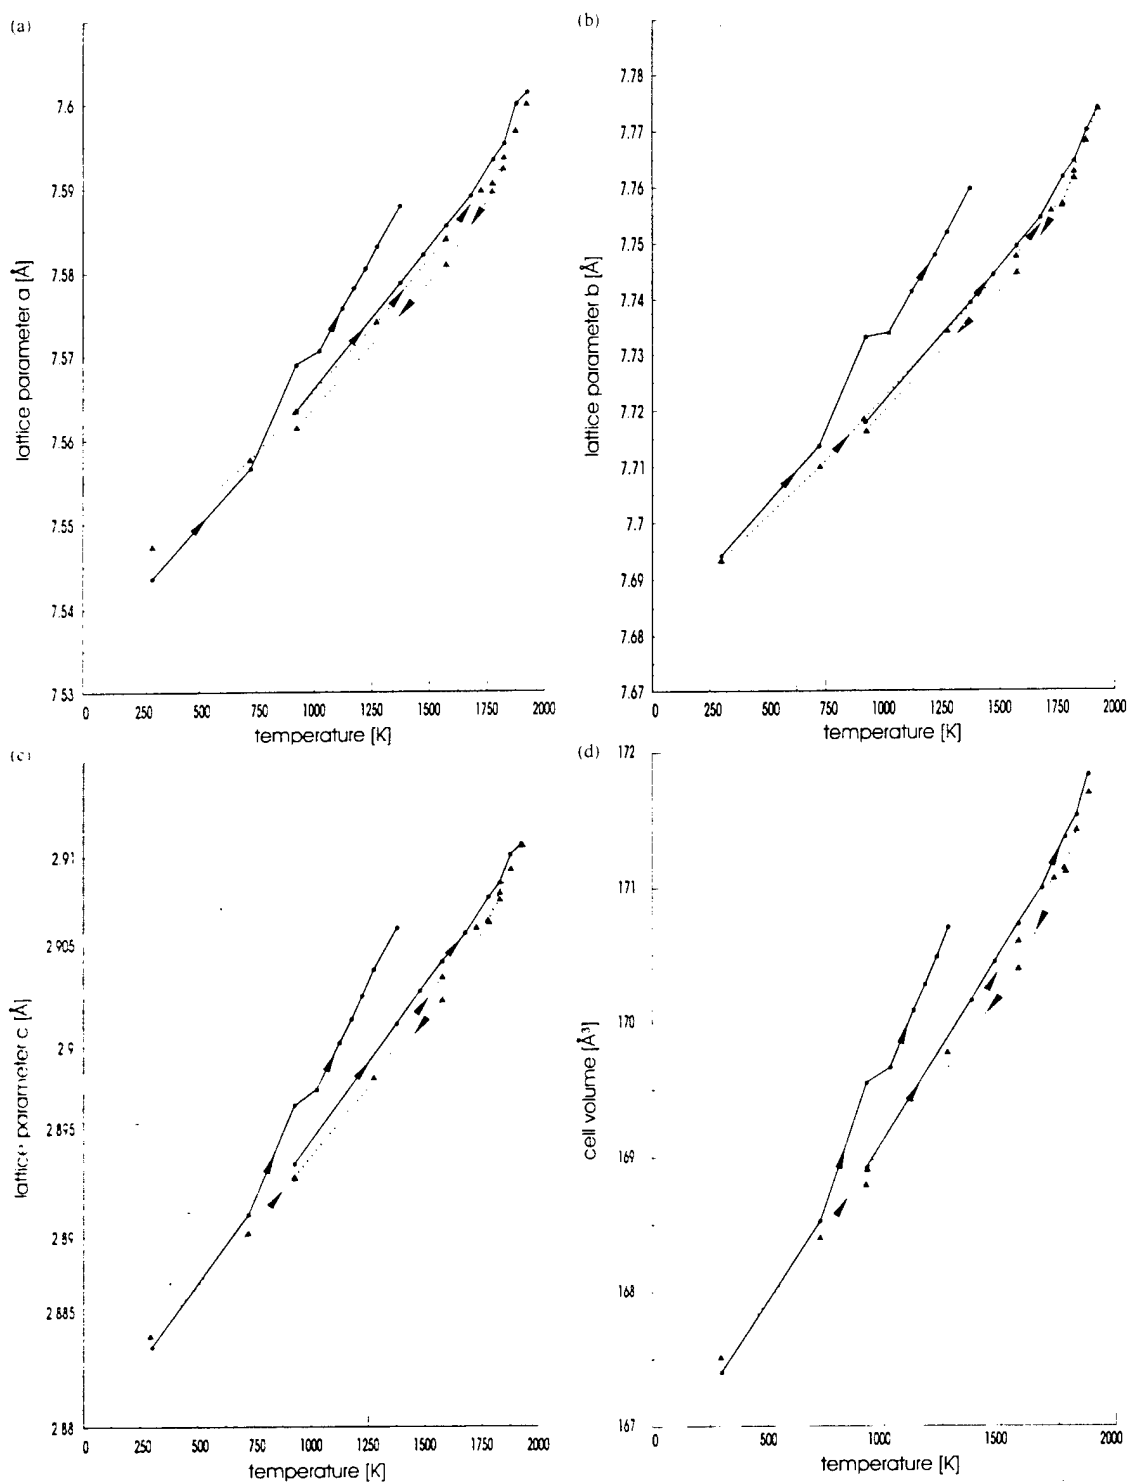 (a)
7.6
7.59
7.58
7.57
7.56
7.55
7.54
7.53
lattice parameter a [Å]
0 250 500 750 1000 1250 1500 1750 2000
temperature [K]
(b)
7.78
7.77
7.76
7.75
7.74
7.73
7.72
7.71
7.7
7.69
7.68
7.67
lattice parameter b [Å]
0 250 500 750 1000 1250 1500 1750 2000
temperature [K]
(c)
2.91
2 905
2 9
2 895
2 89
2 885
2 88
lattice parameter c [Å]
0 250 500 750 1000 1250 1500 1750 2000
temperature [K]
(d)
172
171
170
169
168
167
cell volume [Å³]
0 500 750 1000 1250 1500 1750 2000
temperature [K]